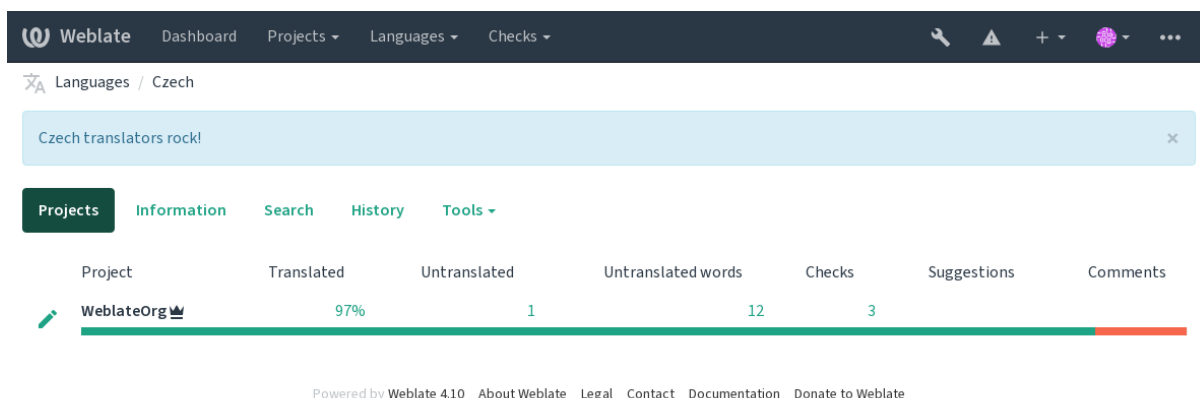 Weblate Dashboard Projects Languages Checks
Languages / Czech
Czech translators rock! ×
Projects Information Search History Tools
Project Translated Untranslated Untranslated words Checks Suggestions Comments
WeblateOrg 97% 1 12 3
Powered by Weblate 4.10 About Weblate Legal Contact Documentation Donate to Weblate